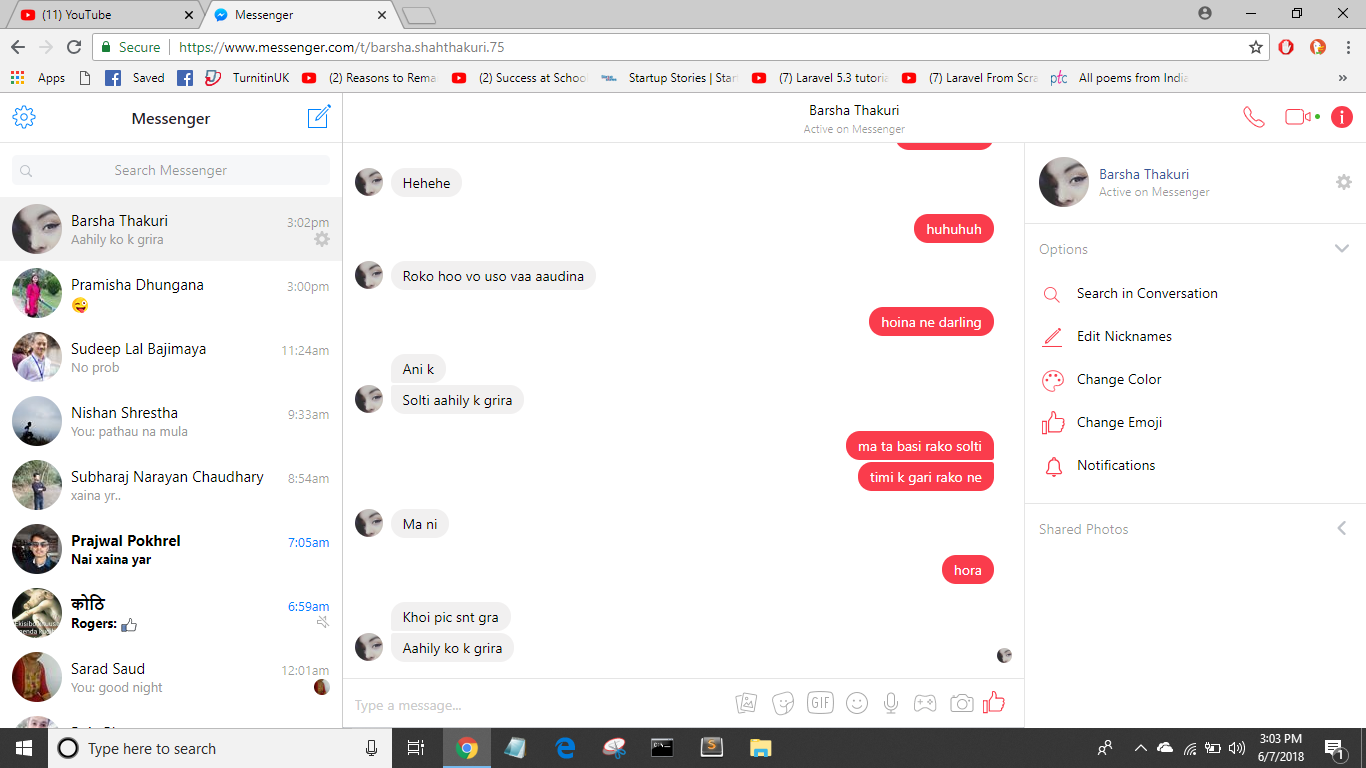 (11) YouTube
Messenger
Secure
https://www.messenger.com/t/barsha.shahthakuri.75
Apps
Saved
TurnitinUK
(2) Reasons to Rema
(2) Success at Schoo
Startup Stories | Star
(7) Laravel 5.3 tutoria
(7) Laravel From Scra
ptc
All poems from India
»
Messenger
Search Messenger
Barsha Thakuri
3:02pm
Aahily ko k grira
Pramisha Dhungana
3:00pm
Sudeep Lal Bajimaya
11:24am
No prob
Nishan Shrestha
9:33am
You: pathau na mula
Subharaj Narayan Chaudhary
8:54am
xaina yr..
Prajwal Pokhrel
7:05am
Nai xaina yar
कोठि
6:59am
Rogers:
Sarad Saud
12:01am
You: good night
Barsha Thakuri
Active on Messenger
Hehehe
huhuhuh
Roko hoo vo uso vaa aaudina
hoina ne darling
Ani k
Solti aahily k grira
ma ta basi rako solti
timi k gari rako ne
Ma ni
hora
Khoi pic snt gra
Aahily ko k grira
Type a message...
GIF
Barsha Thakuri
Active on Messenger
Options
Search in Conversation
Edit Nicknames
Change Color
Change Emoji
Notifications
Shared Photos
Type here to search
3:03 PM
6/7/2018
1